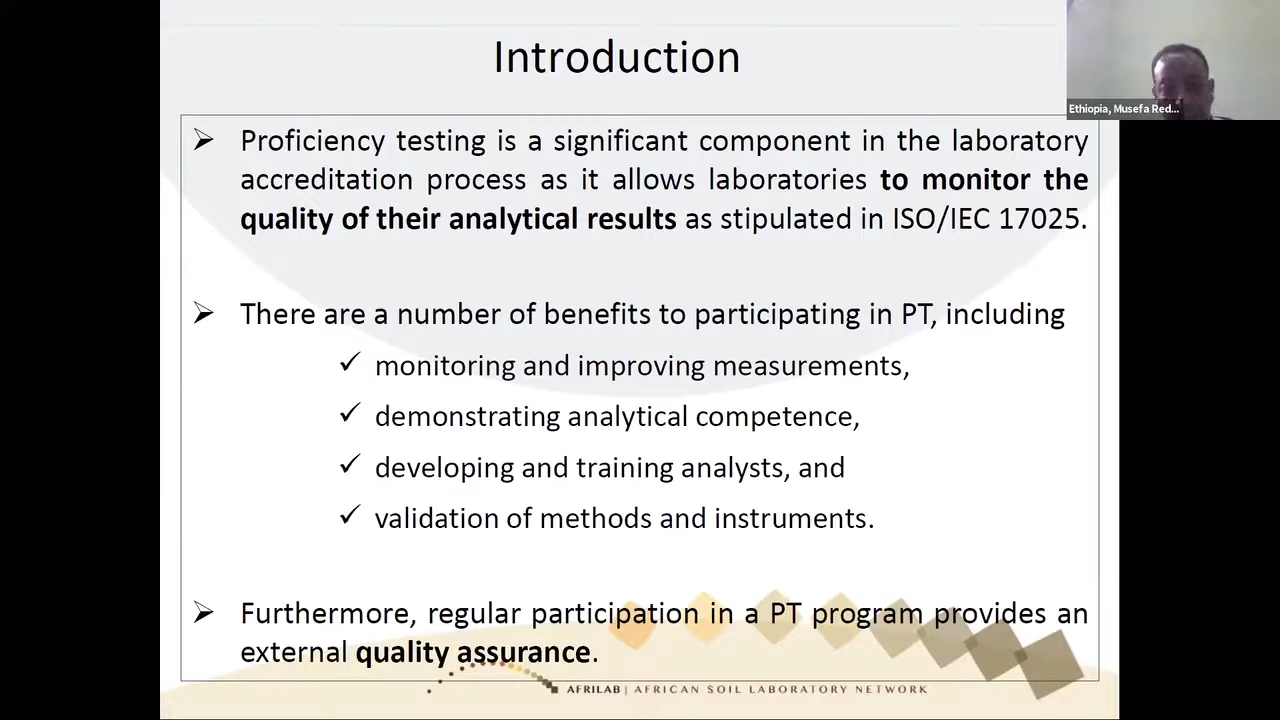 Introduction
Ethiopia, Musefa Red...
➢ Proficiency testing is a significant component in the laboratory
accreditation process as it allows laboratories to monitor the
quality of their analytical results as stipulated in ISO/IEC 17025.
➢ There are a number of benefits to participating in PT, including
✓ monitoring and improving measurements,
✓ demonstrating analytical competence,
✓ developing and training analysts, and
✓ validation of methods and instruments.
➢ Furthermore, regular participation in a PT program provides an
external quality assurance.
AFRILAB | AFRICAN SOIL LABORATORY NETWORK